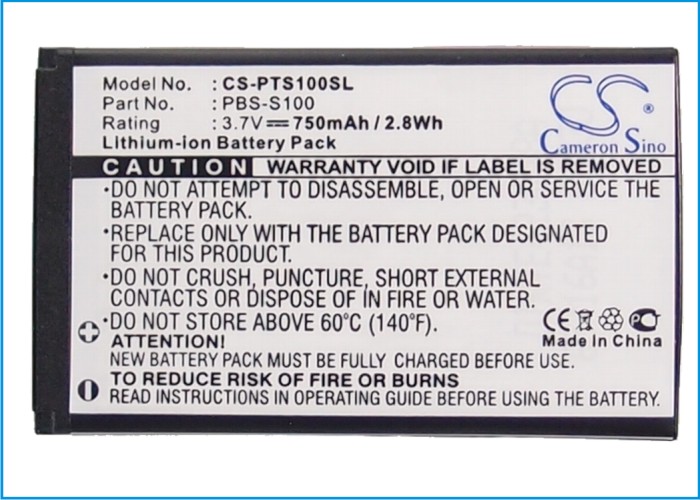 Model No. : CS-PTS100SL
Part No. : PBS-S100
Rating : 3.7V⎓750mAh / 2.8Wh
Lithium-ion Battery Pack
CS
Cameron Sino
CAUTION WARRANTY VOID IF LABEL IS REMOVED
•DO NOT ATTEMPT TO DISASSEMBLE, OPEN OR SERVICE THE
BATTERY PACK.
•REPLACE ONLY WITH THE BATTERY PACK DESIGNATED
FOR THIS PRODUCT.
•DO NOT CRUSH, PUNCTURE, SHORT EXTERNAL
CONTACTS OR DISPOSE OF IN FIRE OR WATER.
•DO NOT STORE ABOVE 60°C (140°F).
CE
Made In China
ATTENTION!
NEW BATTERY PACK MUST BE FULLY CHARGED BEFORE USE.
TO REDUCE RISK OF FIRE OR BURNS
READ INSTRUCTIONS IN OPERATING GUIDE BEFORE USE.